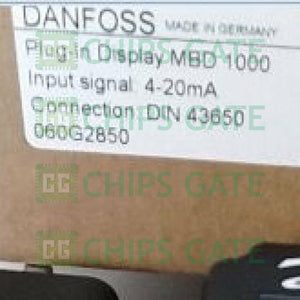 DANFOSS MADE IN GERMANY
Plug-in Display MBD 1000
Input signal: 4-20mA
Connection: DIN 43650
060G2850
CHIPS GATE
CHIPS GATE
CHIPS GATE
CHIPS GATE